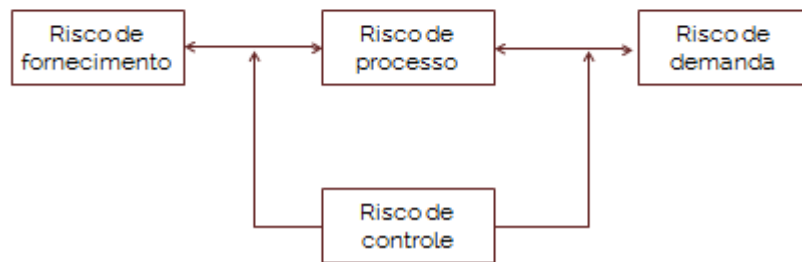 Risco de
fornecimento
Risco de
processo
Risco de
demanda
Risco de
controle